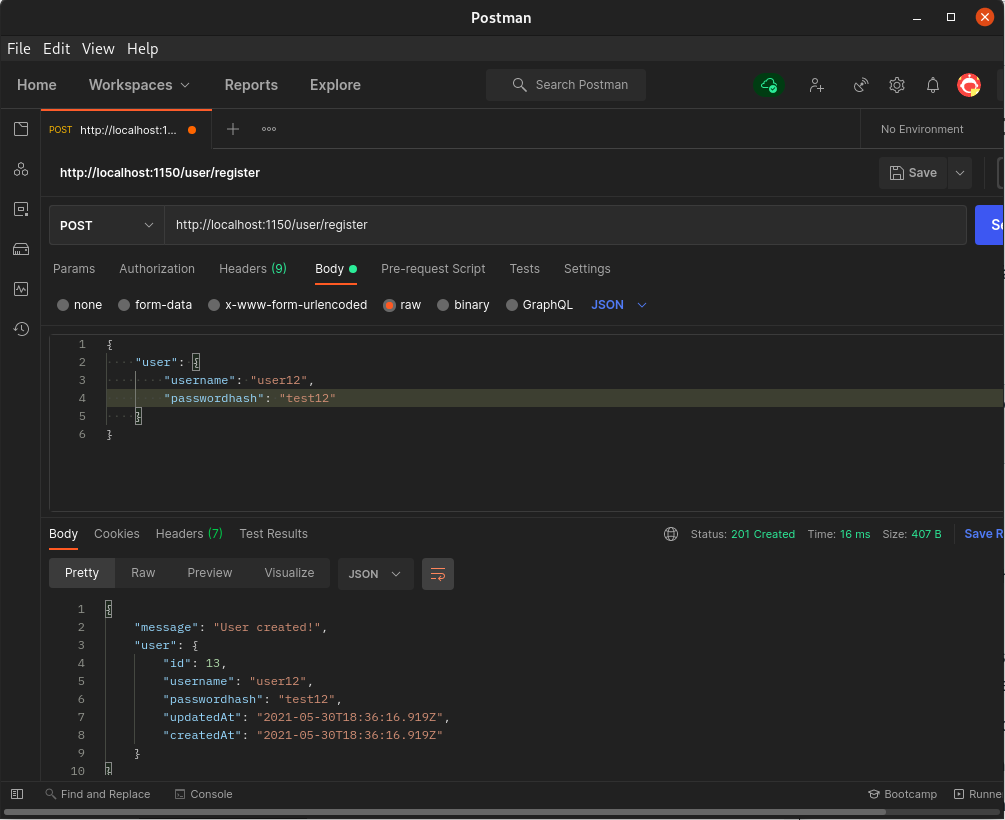 Postman
File Edit View Help
Home Workspaces Reports Explore Search Postman
POST http://localhost:1... No Environment
http://localhost:1150/user/register Save
POST http://localhost:1150/user/register
Params Authorization Headers (9) Body Pre-request Script Tests Settings
none form-data x-www-form-urlencoded raw binary GraphQL JSON
1 {
2 "user": {
3 "username": "user12",
4 "passwordhash": "test12"
5 }
6 }
Body Cookies Headers (7) Test Results Status: 201 Created Time: 16 ms Size: 407 B Save R
Pretty Raw Preview Visualize JSON
1 {
2 "message": "User created!",
3 "user": {
4 "id": 13,
5 "username": "user12",
6 "passwordhash": "test12",
7 "updatedAt": "2021-05-30T18:36:16.919Z",
8 "createdAt": "2021-05-30T18:36:16.919Z"
9 }
10 }
Find and Replace Console Bootcamp Runne